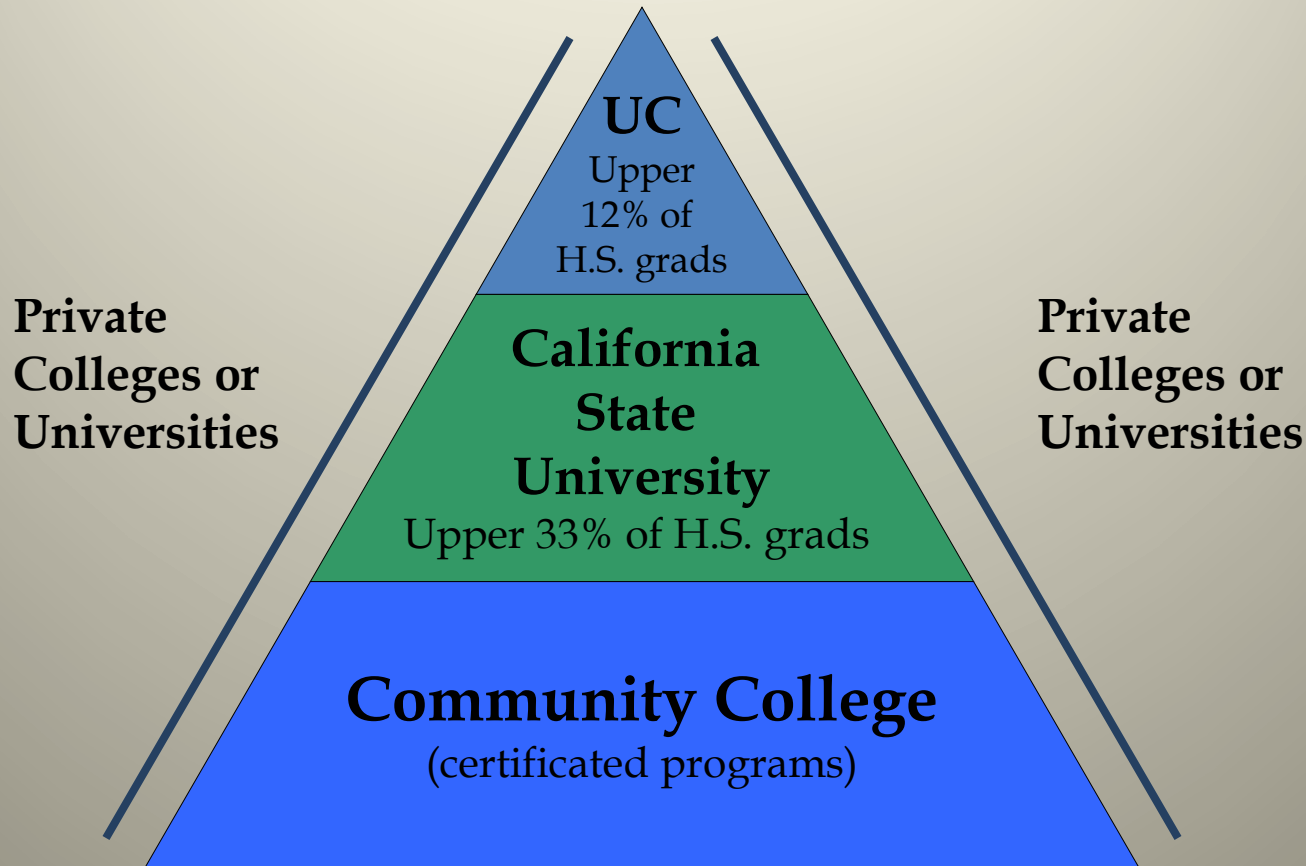 UC
Upper
12% of
H.S. grads
Private
Colleges or
Universities
California
State
University
Upper 33% of H.S. grads
Private
Colleges or
Universities
Community College
(certificated programs)